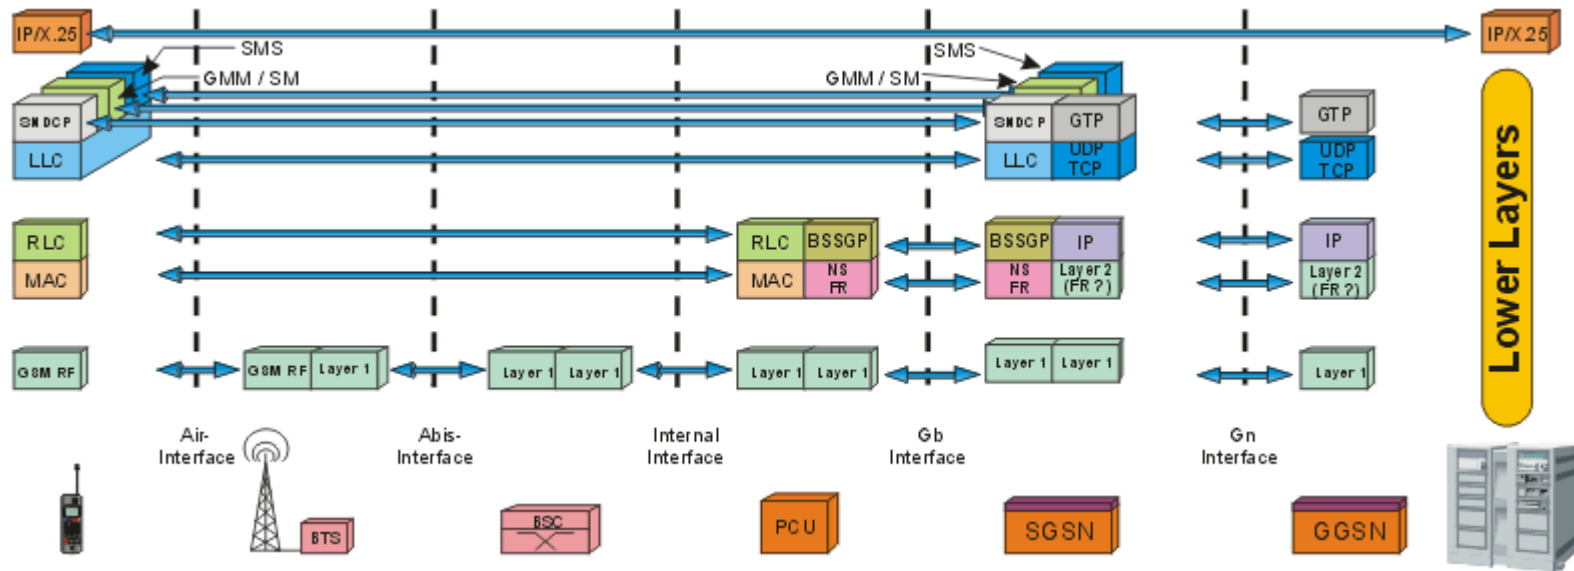 IP/X.25
IP/X.25
SMS
SMS
GMM / SM
GMM / SM
SNDCP
SNDCP
GTP
GTP
LLC
LLC
UDP
TCP
UDP
TCP
RLC
RLC
BSSGP
BSSGP
IP
IP
MAC
MAC
NS
FR
NS
FR
Layer 2
(FR ?)
Layer 2
(FR ?)
GSM RF
GSM RF
Layer 1
Layer 1
Layer 1
Layer 1
Layer 1
Layer 1
Layer 1
Layer 1
Lower Layers
Air-
Interface
Abis-
Interface
Internal
Interface
Gb
Interface
Gn
Interface
BTS
BSC
PCU
SGSN
GGSN